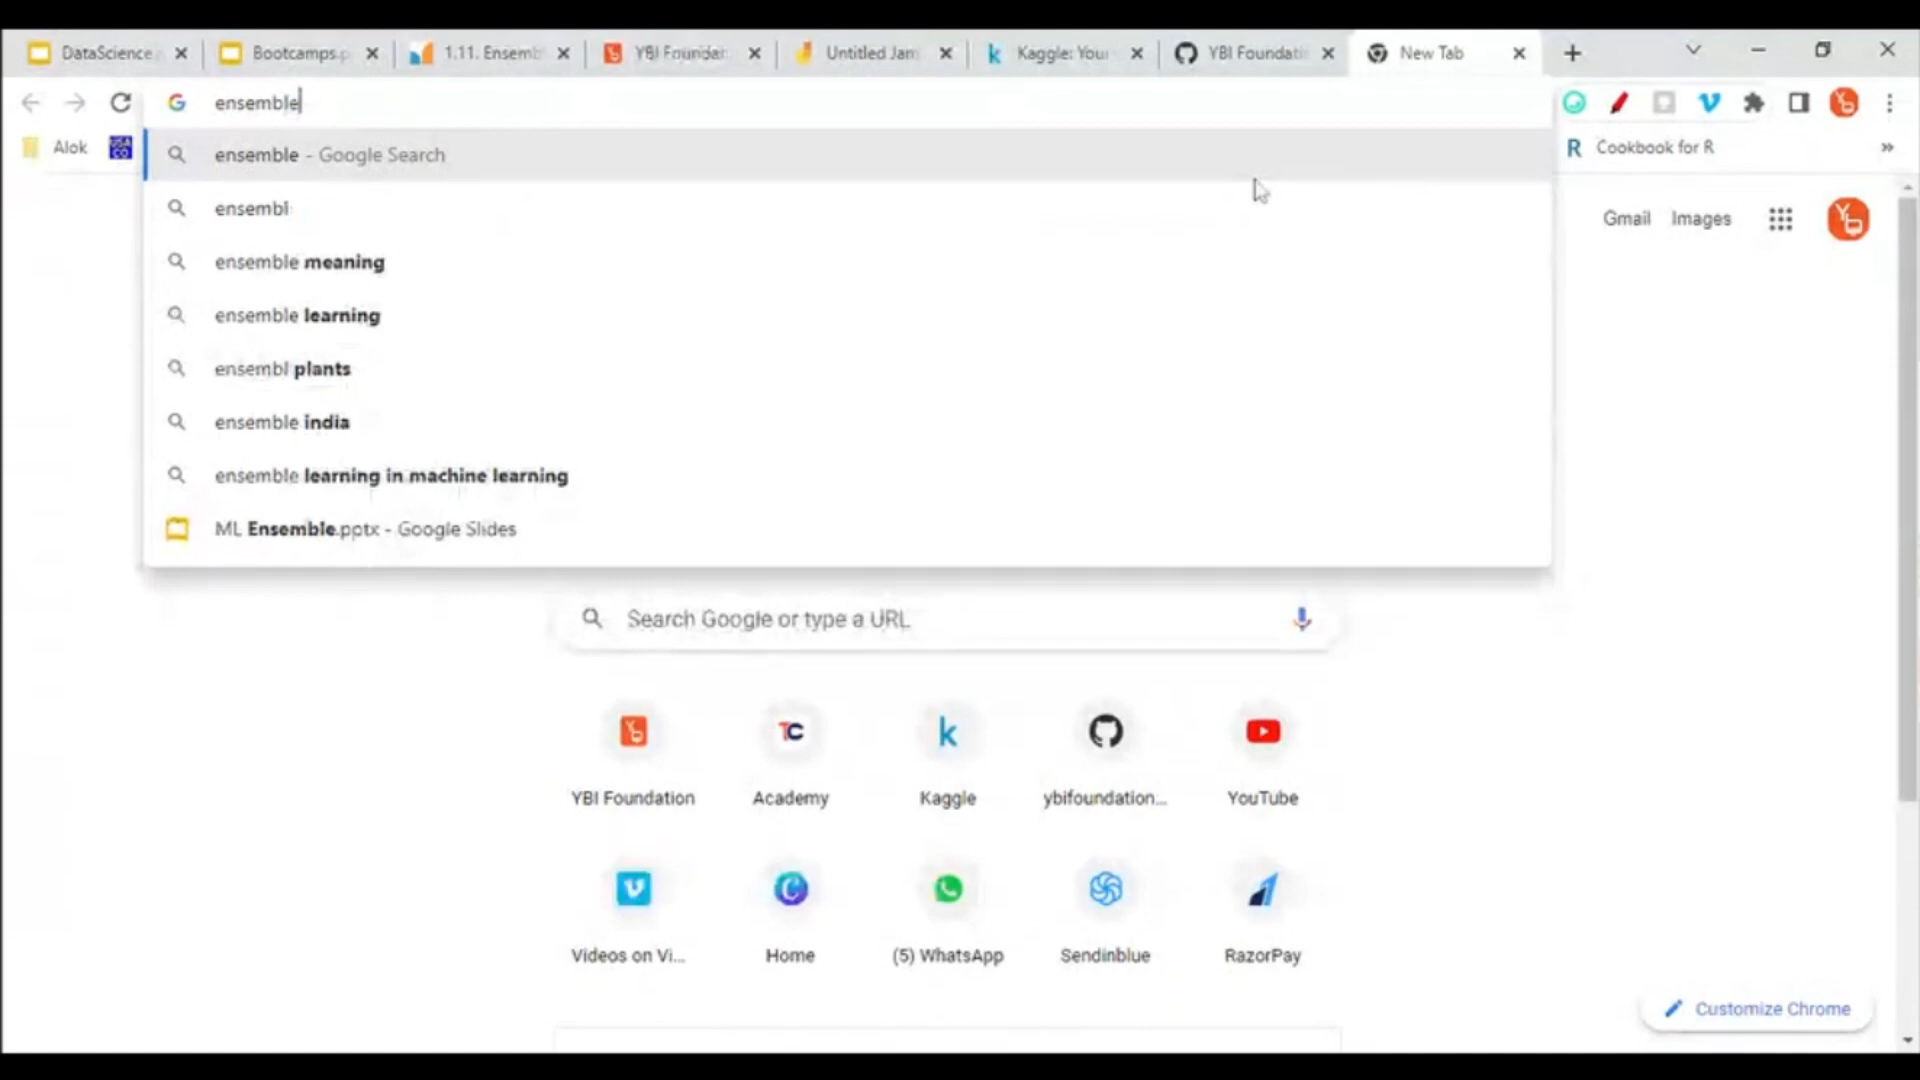 DataScience.
Bootcamps.p
1.11. Ensemb
YBI Foundat
Untitled Jam
Kaggle: Your
YBI Foundati
New Tab
ensemble
Alok
Cookbook for R
ensemble - Google Search
ensembl
ensemble meaning
ensemble learning
ensembl plants
ensemble india
ensemble learning in machine learning
ML Ensemble.pptx - Google Slides
Gmail Images
Search Google or type a URL
YBI Foundation
Academy
Kaggle
ybifoundation...
YouTube
Videos on Vi...
Home
(5) WhatsApp
Sendinblue
RazorPay
Customize Chrome